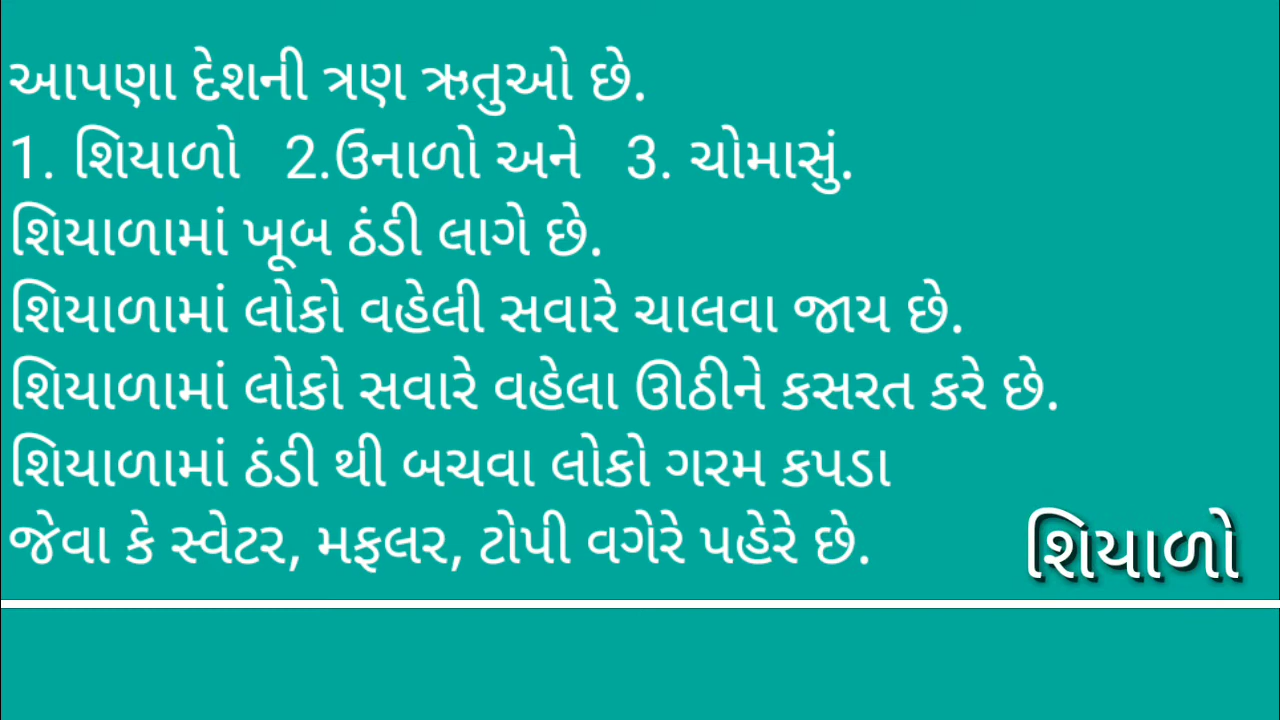 આપણા દેશની ત્રણ ઋતુઓ છે.
1. શિયાળો 2.ઉનાળો અને 3. ચોમાસું.
શિયાળામાં ખૂબ ઠંડી લાગે છે.
શિયાળામાં લોકો વહેલી સવારે ચાલવા જાય છે.
શિયાળામાં લોકો સવારે વહેલા ઊઠીને કસરત કરે છે.
શિયાળામાં ઠંડી થી બચવા લોકો ગરમ કપડા
જેવા કે સ્વેટર, મફલર, ટોપી વગેરે પહેરે છે.
શિયાળો